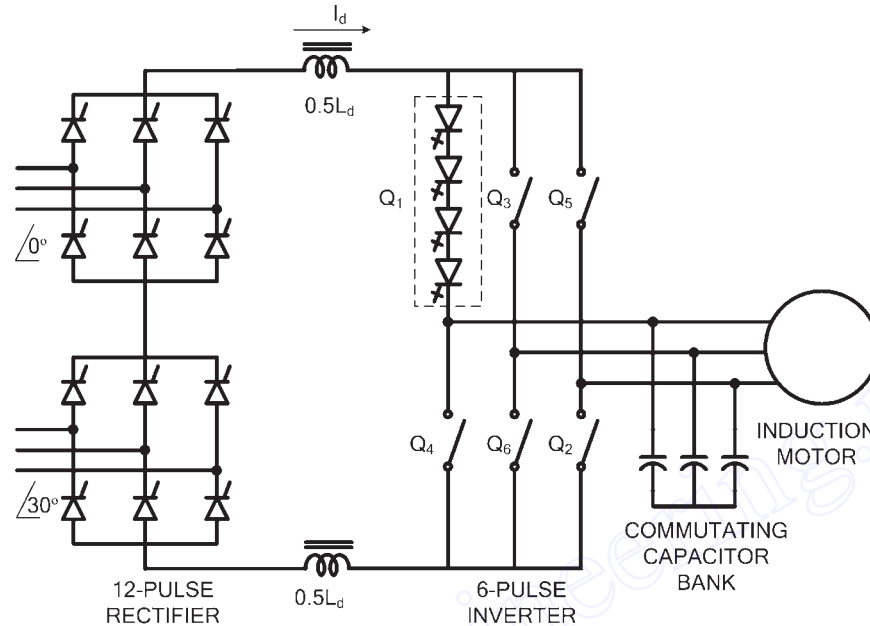 I_d
0.5L_d
Q_1
Q_3
Q_5
/0°
Q_4
Q_6
Q_2
/30°
INDUCTION
MOTOR
COMMUTATING
CAPACITOR
BANK
12-PULSE
RECTIFIER
0.5L_d
6-PULSE
INVERTER